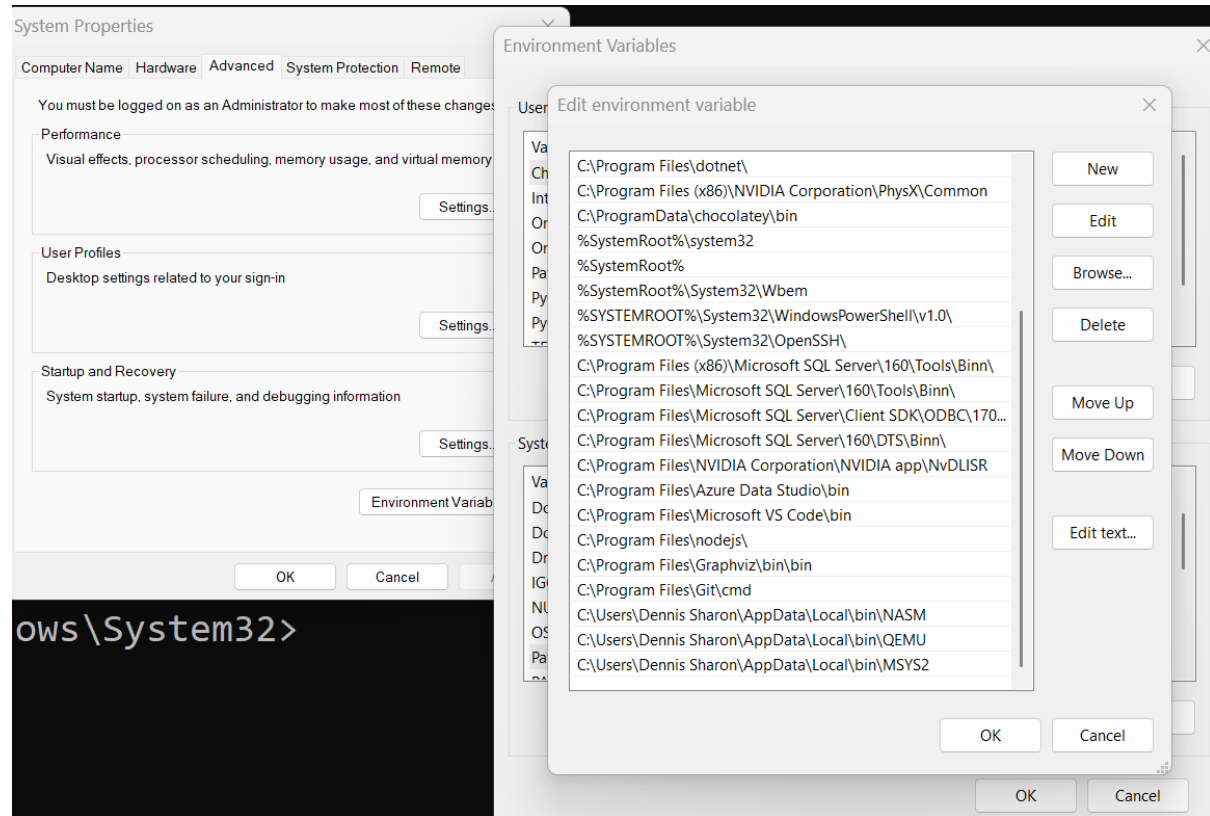 System Properties
Computer Name Hardware Advanced System Protection Remote
You must be logged on as an Administrator to make most of these changes
Performance
Visual effects, processor scheduling, memory usage, and virtual memory
Settings..
User Profiles
Desktop settings related to your sign-in
Settings..
Startup and Recovery
System startup, system failure, and debugging information
Settings..
Environment Variab
OK Cancel
ows\System32>
Environment Variables
User
Va
Ch
Int
Or
Or
Pa
Py
Py
Syste
Va
Do
Do
Dr
IG
NU
OS
Pa
Edit environment variable
C:\Program Files\dotnet\
C:\Program Files (x86)\NVIDIA Corporation\PhysX\Common
C:\ProgramData\chocolatey\bin
%SystemRoot%\system32
%SystemRoot%
%SystemRoot%\System32\Wbem
%SYSTEMROOT%\System32\WindowsPowerShell\v1.0\
%SYSTEMROOT%\System32\OpenSSH\
C:\Program Files (x86)\Microsoft SQL Server\160\Tools\Binn\
C:\Program Files\Microsoft SQL Server\160\Tools\Binn\
C:\Program Files\Microsoft SQL Server\Client SDK\ODBC\170...
C:\Program Files\Microsoft SQL Server\160\DTS\Binn\
C:\Program Files\NVIDIA Corporation\NVIDIA app\NvDLISR
C:\Program Files\Azure Data Studio\bin
C:\Program Files\Microsoft VS Code\bin
C:\Program Files\nodejs\
C:\Program Files\Graphviz\bin\bin
C:\Program Files\Git\cmd
C:\Users\Dennis Sharon\AppData\Local\bin\NASM
C:\Users\Dennis Sharon\AppData\Local\bin\QEMU
C:\Users\Dennis Sharon\AppData\Local\bin\MSYS2
New
Edit
Browse...
Delete
Move Up
Move Down
Edit text...
OK Cancel
OK Cancel